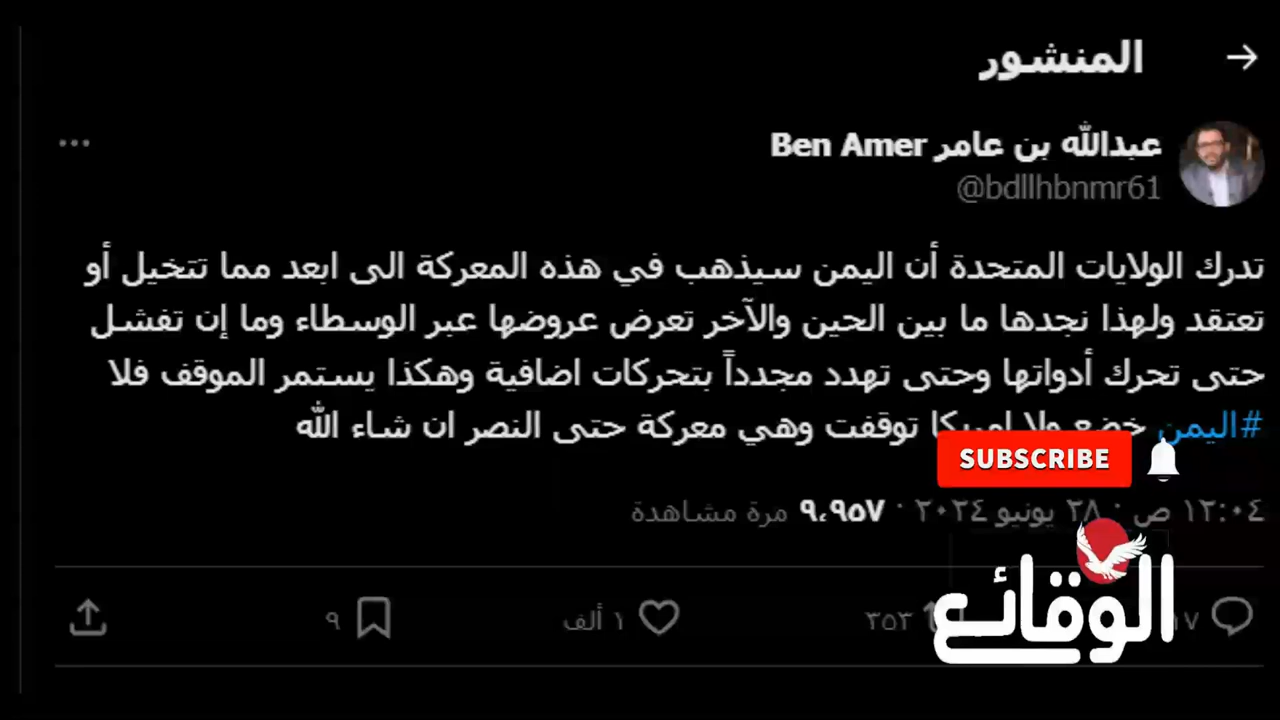 المنشور
عبدالله بن عامر Ben Amer
@bdllhbnmr61
تدرك الولايات المتحدة أن اليمن سيذهب في هذه المعركة الى ابعد مما تتخيل أو
تعتقد ولهذا نجدها ما بين الحين والآخر تعرض عروضها عبر الوسطاء وما إن تفشل
حتى تحرك أدواتها وحتى تهدد مجدداً بتحركات اضافية وهكذا يستمر الموقف فلا
#اليمن خضع ولا امريكا توقفت وهي معركة حتى النصر ان شاء الله
SUBSCRIBE
١٢:٠٤ ص · ٢٨ يونيو ٢٠٢٤ · ٩،٩٥٧ مرة مشاهدة
٣٥٣ ١ ألف ٩
الوقائع